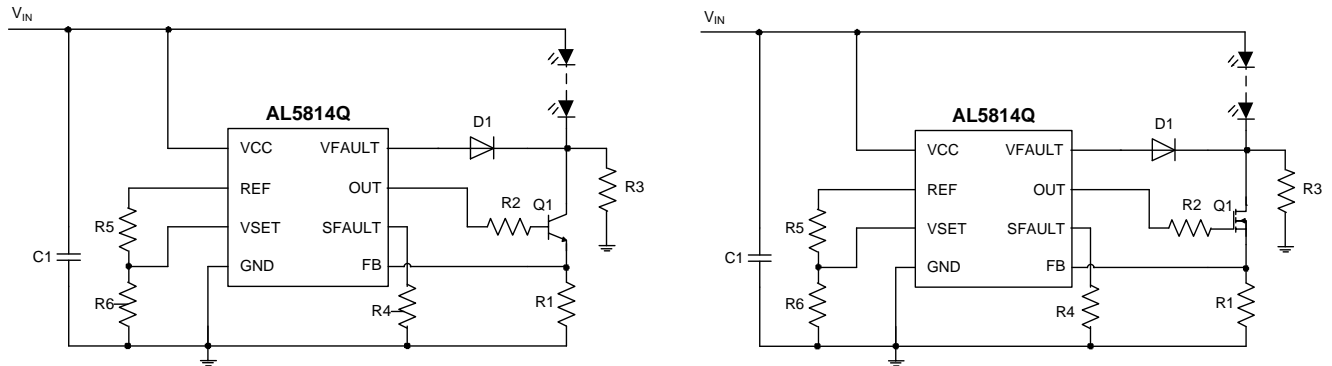 VIN
AL5814Q
D1
VCC
VFAULT
R3
REF
OUT
R2
Q1
R5
VSET
SFAULT
C1
GND
FB
R6
R4
R1
VIN
AL5814Q
D1
VCC
VFAULT
R3
REF
OUT
R2
Q1
R5
VSET
SFAULT
C1
GND
FB
R6
R4
R1